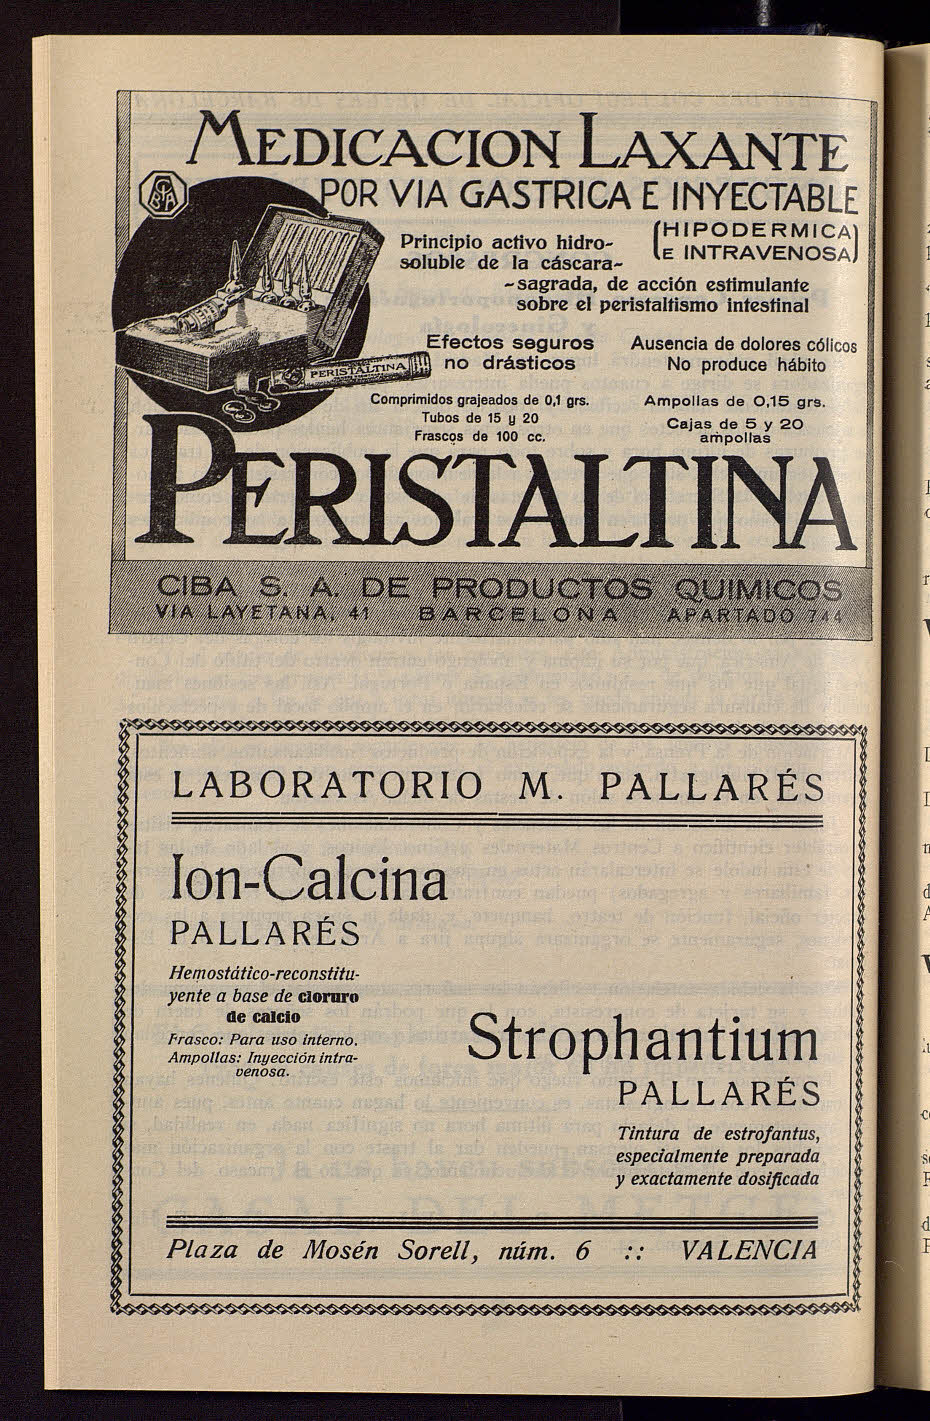 MEDICACION LAXANTE
POR VIA GASTRICA E INYECTABLE
(HIPODERMICA
E INTRAVENOSA)
CIBA
Principio activo hidro-
soluble de la cáscara-
-sagrada, de acción estimulante
sobre el peristaltismo intestinal
Efectos seguros
no drásticos
Ausencia de dolores cólicos
No produce hábito
PERISTALTINA
Comprimidos grajeados de 0,1 grs.
Tubos de 15 y 20
Frascos de 100 cc.
Ampollas de 0,15 grs.
Cajas de 5 y 20
ampollas
PERISTALTINA
CIBA S. A. DE PRODUCTOS QUIMICOS
VIA LAYETANA, 41 BARCELONA APARTADO 744
LABORATORIO M. PALLARÉS
Ion-Calcina
PALLARÉS
Hemostático-reconstitu-
yente a base de cloruro
de calcio
Frasco: Para uso interno.
Ampollas: Inyección intra-
venosa.
Strophantium
PALLARÉS
Tintura de estrofantus,
especialmente preparada
y exactamente dosificada
Plaza de Mosén Sorell, núm. 6 :: VALENCIA